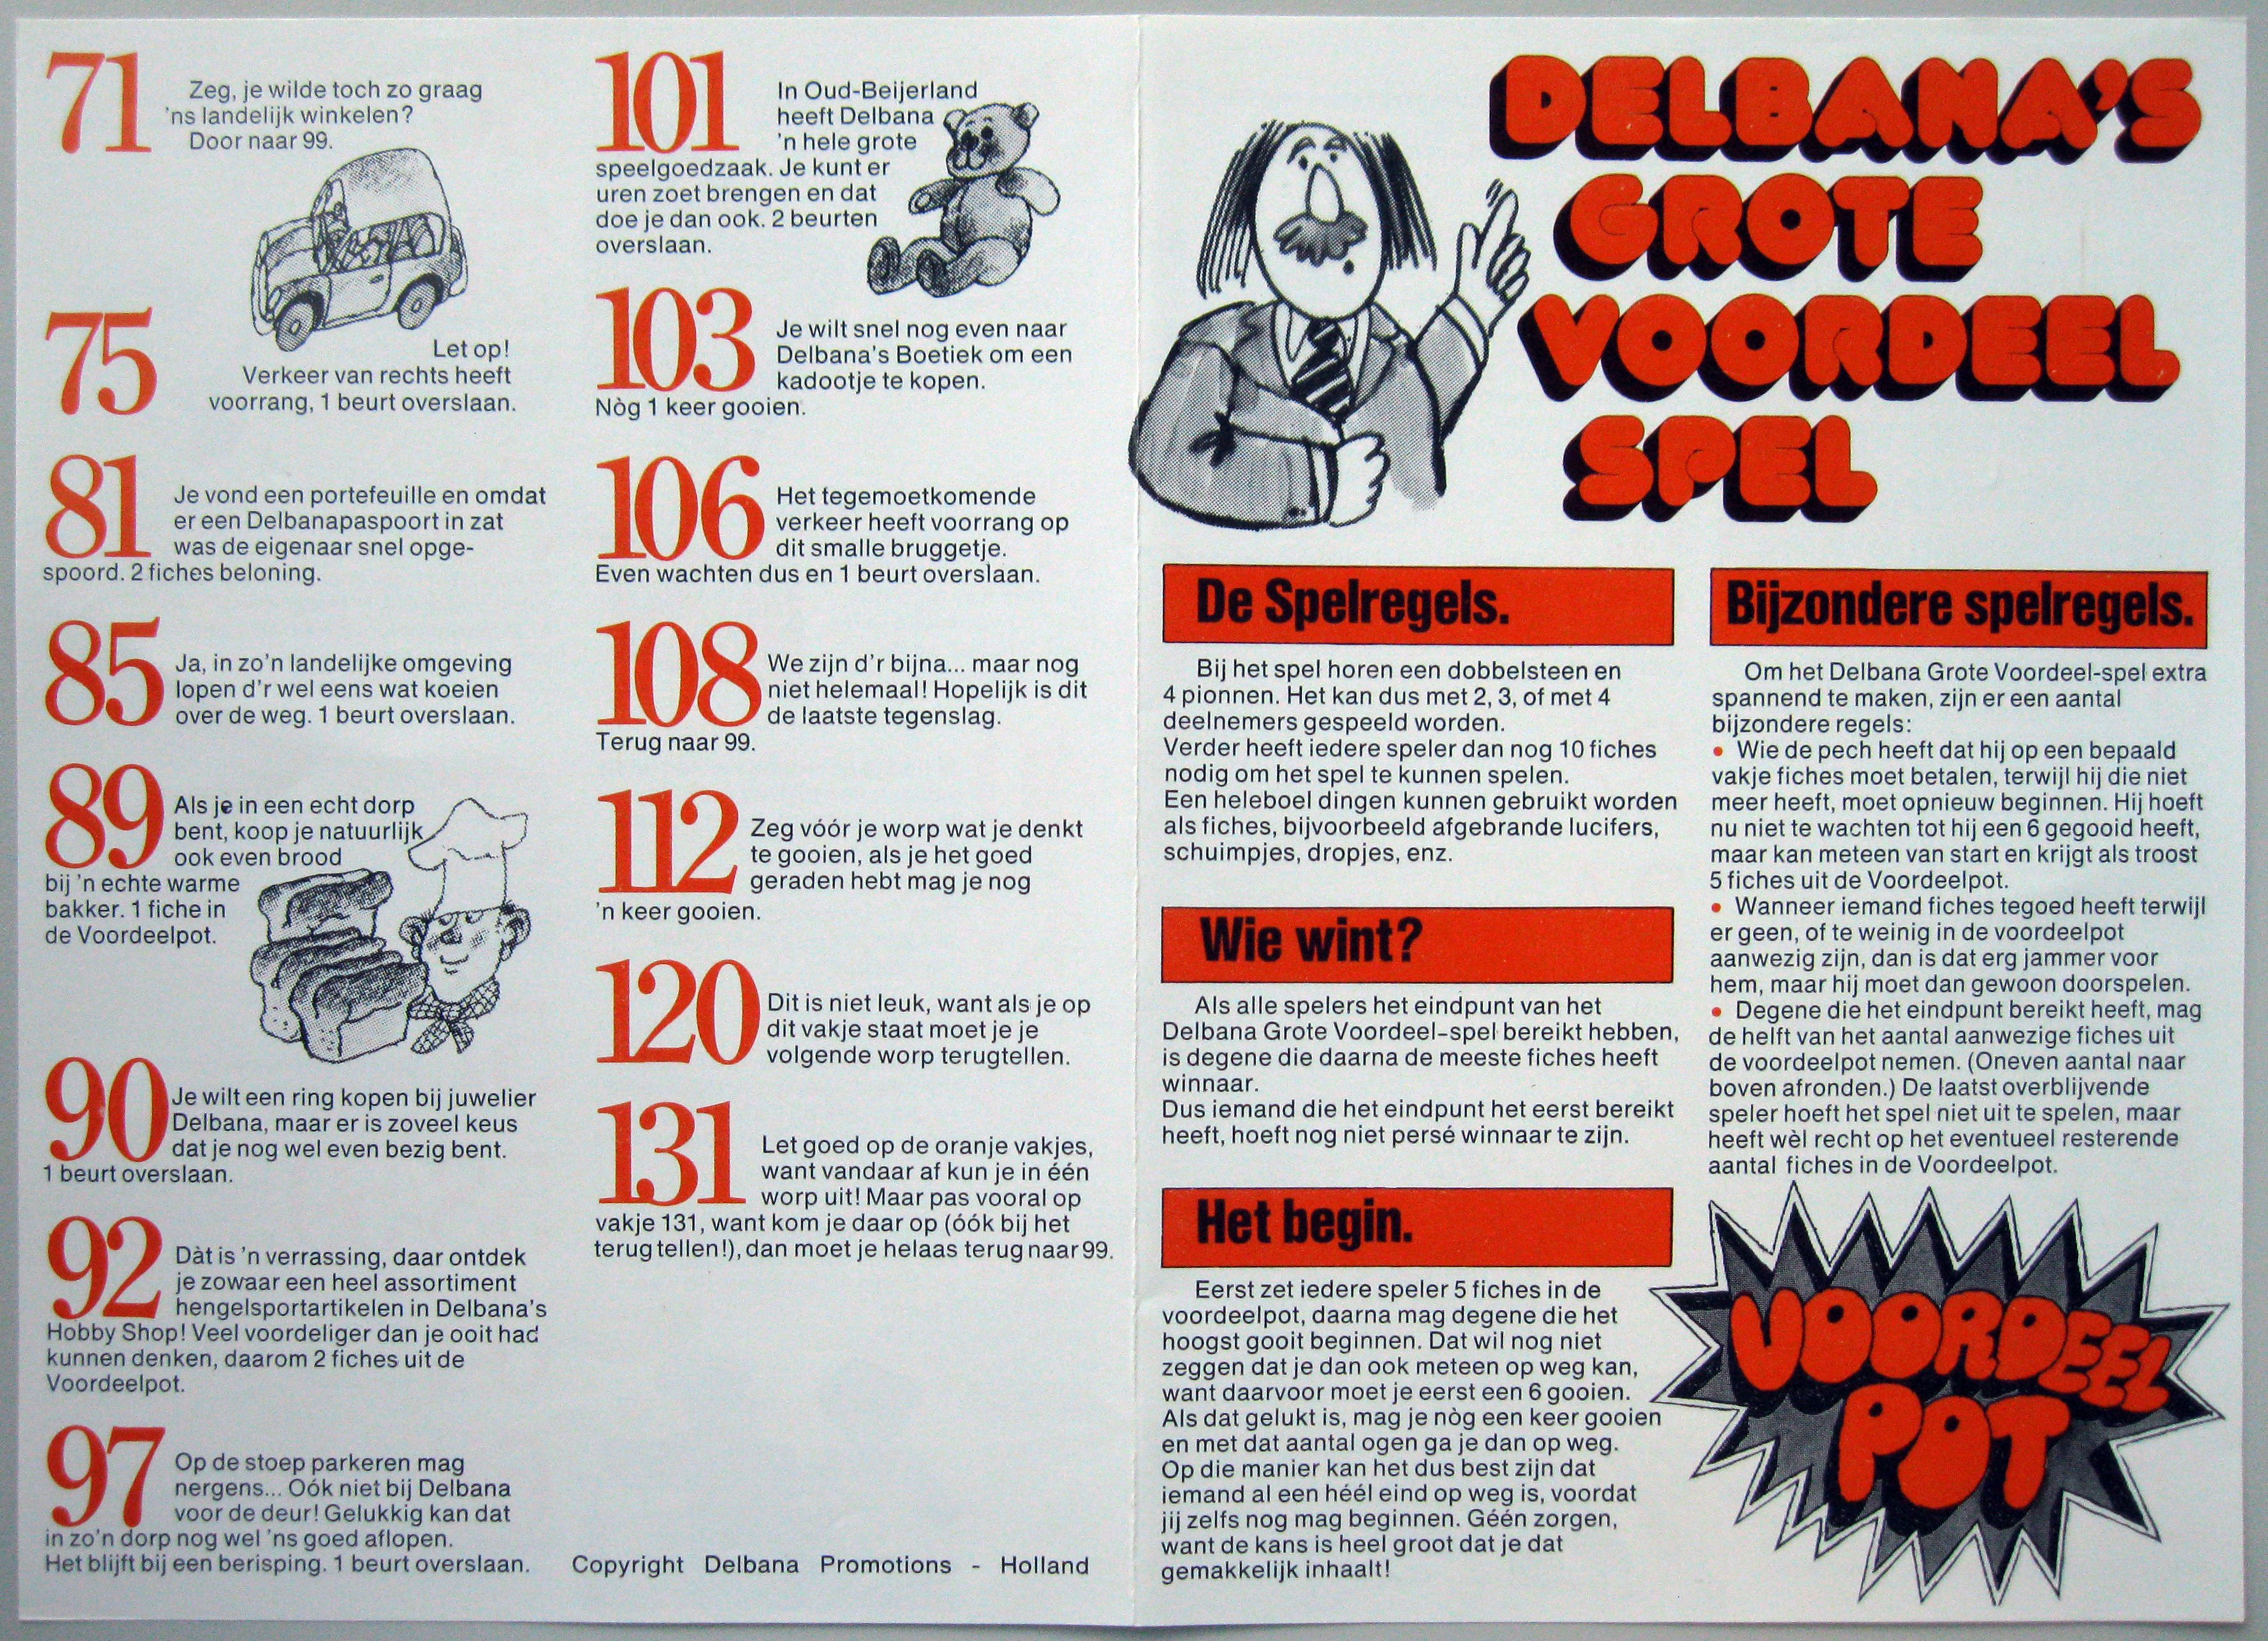 71
Zeg, je wilde toch zo graag
'ns landelijk winkelen?
Door naar 99.
75
Let op!
Verkeer van rechts heeft
voorrang, 1 beurt overslaan.
81
Je vond een portefeuille en omdat
er een Delbanapaspoort in zat
was de eigenaar snel opge-
spoord. 2 fiches beloning.
85
Ja, in zo'n landelijke omgeving
lopen d'r wel eens wat koeien
over de weg. 1 beurt overslaan.
89
Als je in een echt dorp
bent, koop je natuurlijk
ook even brood
bij 'n echte warme
bakker. 1 fiche in
de Voordeelpot.
90
Je wilt een ring kopen bij juwelier
Delbana, maar er is zoveel keus
dat je nog wel even bezig bent.
1 beurt overslaan.
92
Dàt is 'n verrassing, daar ontdek
je zowaar een heel assortiment
hengelsportartikelen in Delbana's
Hobby Shop! Veel voordeliger dan je ooit had
kunnen denken, daarom 2 fiches uit de
Voordeelpot.
97
Op de stoep parkeren mag
nergens... Oók niet bij Delbana
voor de deur! Gelukkig kan dat
in zo'n dorp nog wel 'ns goed aflopen.
Het blijft bij een berisping. 1 beurt overslaan.
101
In Oud-Beijerland
heeft Delbana
'n hele grote
speelgoedzaak. Je kunt er
uren zoet brengen en dat
doe je dan ook. 2 beurten
overslaan.
103
Je wilt snel nog even naar
Delbana's Boetiek om een
kadootje te kopen.
Nòg 1 keer gooien.
106
Het tegemoetkomende
verkeer heeft voorrang op
dit smalle bruggetje.
Even wachten dus en 1 beurt overslaan.
108
We zijn d'r bijna... maar nog
niet helemaal! Hopelijk is dit
de laatste tegenslag.
Terug naar 99.
112
Zeg vóór je worp wat je denkt
te gooien, als je het goed
geraden hebt mag je nog
'n keer gooien.
120
Dit is niet leuk, want als je op
dit vakje staat moet je je
volgende worp terugtellen.
131
Let goed op de oranje vakjes,
want vandaar af kun je in één
worp uit! Maar pas vooral op
vakje 131, want kom je daar op (óók bij het
terugtellen!), dan moet je helaas terug naar 99.
Copyright Delbana Promotions - Holland
DELBANA'S
GROTE
VOORDEEL
SPEL
De Spelregels.
Bij het spel horen een dobbelsteen en
4 pionnen. Het kan dus met 2, 3, of met 4
deelnemers gespeeld worden.
Verder heeft iedere speler dan nog 10 fiches
nodig om het spel te kunnen spelen.
Een heleboel dingen kunnen gebruikt worden
als fiches, bijvoorbeeld afgebrande lucifers,
schuimpjes, dropjes, enz.
Wie wint?
Als alle spelers het eindpunt van het
Delbana Grote Voordeel-spel bereikt hebben,
is degene die daarna de meeste fiches heeft
winnaar.
Dus iemand die het eindpunt het eerst bereikt
heeft, hoeft nog niet persé winnaar te zijn.
Het begin.
Eerst zet iedere speler 5 fiches in de
voordeelpot, daarna mag degene die het
hoogst gooit beginnen. Dat wil nog niet
zeggen dat je dan ook meteen op weg kan,
want daarvoor moet je eerst een 6 gooien.
Als dat gelukt is, mag je nòg een keer gooien
en met dat aantal ogen ga je dan op weg.
Op die manier kan het dus best zijn dat
iemand al een héél eind op weg is, voordat
jij zelfs nog mag beginnen. Géén zorgen,
want de kans is heel groot dat je dat
gemakkelijk inhaalt!
Bijzondere spelregels.
Om het Delbana Grote Voordeel-spel extra
spannend te maken, zijn er een aantal
bijzondere regels:
• Wie de pech heeft dat hij op een bepaald
vakje fiches moet betalen, terwijl hij die niet
meer heeft, moet opnieuw beginnen. Hij hoeft
nu niet te wachten tot hij een 6 gegooid heeft,
maar kan meteen van start en krijgt als troost
5 fiches uit de Voordeelpot.
• Wanneer iemand fiches tegoed heeft terwijl
er geen, of te weinig in de voordeelpot
aanwezig zijn, dan is dat erg jammer voor
hem, maar hij moet dan gewoon doorspelen.
• Degene die het eindpunt bereikt heeft, mag
de helft van het aantal aanwezige fiches uit
de voordeelpot nemen. (Oneven aantal naar
boven afronden.) De laatst overblijvende
speler hoeft het spel niet uit te spelen, maar
heeft wèl recht op het eventueel resterende
aantal fiches in de Voordeelpot.
VOORDEEL
POT